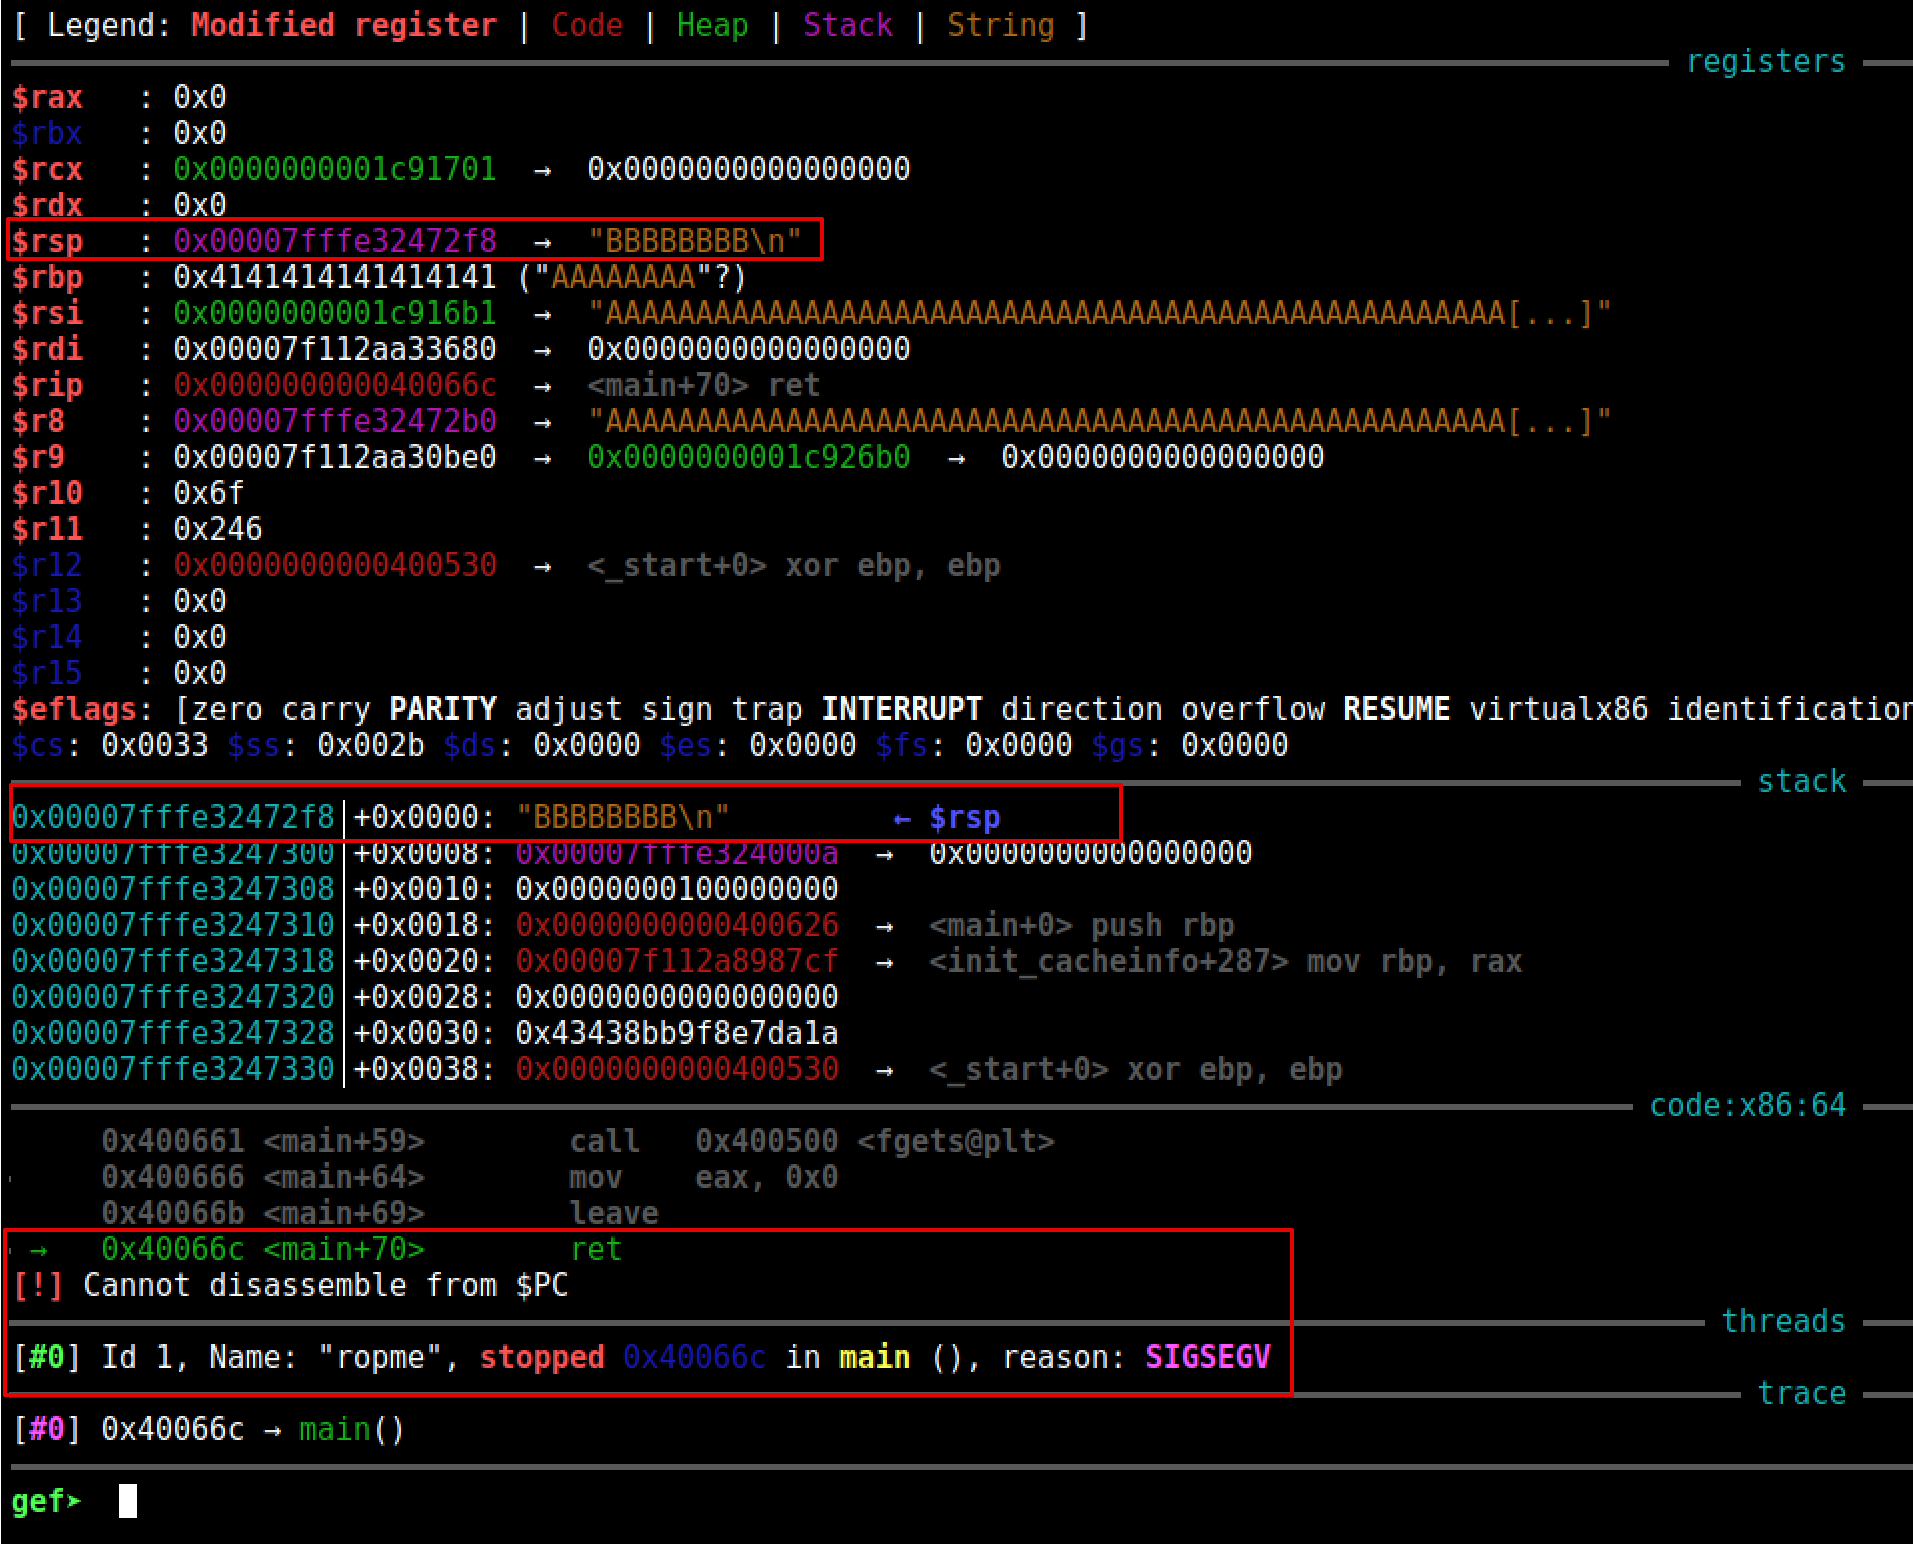 [ Legend: Modified register | Code | Heap | Stack | String ]
registers
$rax   : 0x0
$rbx   : 0x0
$rcx   : 0x0000000001c91701  →  0x0000000000000000
$rdx   : 0x0
$rsp   : 0x00007fffe32472f8  →  "BBBBBBBB\n"
$rbp   : 0x4141414141414141 ("AAAAAAAA"?)
$rsi   : 0x0000000001c916b1  →  "AAAAAAAAAAAAAAAAAAAAAAAAAAAAAAAAAAAAAAAAAAAAAAAAAA[...]"
$rdi   : 0x00007f112aa33680  →  0x0000000000000000
$rip   : 0x000000000040066c  →  <main+70> ret
$r8    : 0x00007fffe32472b0  →  "AAAAAAAAAAAAAAAAAAAAAAAAAAAAAAAAAAAAAAAAAAAAAAAAAA[...]"
$r9    : 0x00007f112aa30be0  →  0x0000000001c926b0  →  0x0000000000000000
$r10   : 0x6f
$r11   : 0x246
$r12   : 0x0000000000400530  →  <_start+0> xor ebp, ebp
$r13   : 0x0
$r14   : 0x0
$r15   : 0x0
$eflags: [zero carry PARITY adjust sign trap INTERRUPT direction overflow RESUME virtualx86 identification
$cs: 0x0033 $ss: 0x002b $ds: 0x0000 $es: 0x0000 $fs: 0x0000 $gs: 0x0000
stack
0x00007fffe32472f8│+0x0000: "BBBBBBBB\n"         ← $rsp
0x00007fffe3247300│+0x0008: 0x00007fffe324000a  →  0x0000000000000000
0x00007fffe3247308│+0x0010: 0x0000000100000000
0x00007fffe3247310│+0x0018: 0x0000000000400626  →  <main+0> push rbp
0x00007fffe3247318│+0x0020: 0x00007f112a8987cf  →  <init_cacheinfo+287> mov rbp, rax
0x00007fffe3247320│+0x0028: 0x0000000000000000
0x00007fffe3247328│+0x0030: 0x43438bb9f8e7da1a
0x00007fffe3247330│+0x0038: 0x0000000000400530  →  <_start+0> xor ebp, ebp
code:x86:64
0x400661 <main+59>        call   0x400500 <fgets@plt>
0x400666 <main+64>        mov    eax, 0x0
0x40066b <main+69>        leave
→   0x40066c <main+70>        ret
[!] Cannot disassemble from $PC
threads
[#0] Id 1, Name: "ropme", stopped 0x40066c in main (), reason: SIGSEGV
trace
[#0] 0x40066c → main()
gef➤